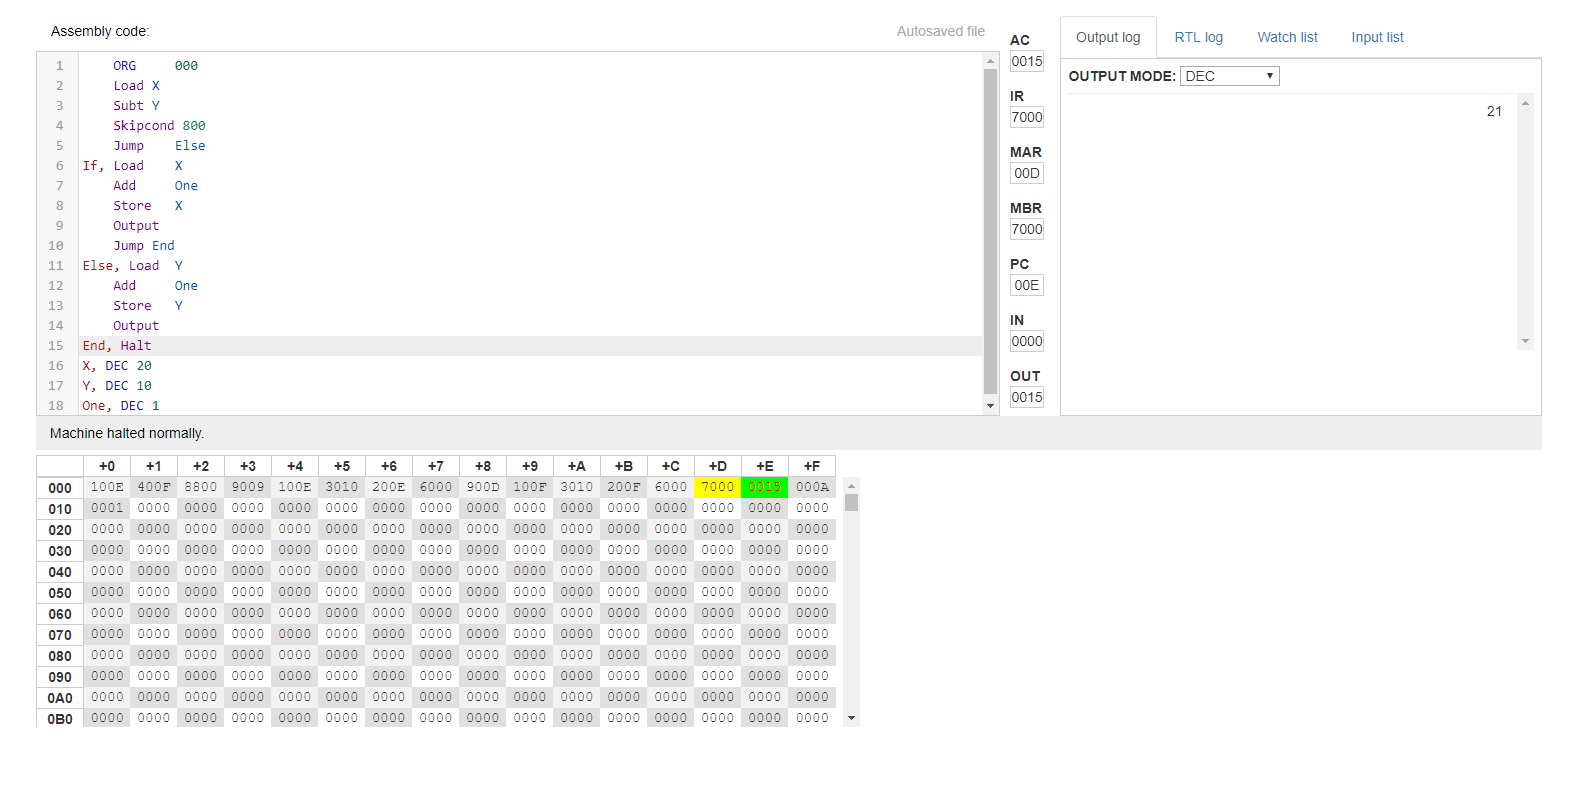 Assembly code:
Autosaved file
1 ORG 000
2 Load X
3 Subt Y
4 Skipcond 800
5 Jump Else
6 If, Load X
7 Add One
8 Store X
9 Output
10 Jump End
11 Else, Load Y
12 Add One
13 Store Y
14 Output
15 End, Halt
16 X, DEC 20
17 Y, DEC 10
18 One, DEC 1
AC
0015
IR
7000
MAR
00D
MBR
7000
PC
00E
IN
0000
OUT
0015
Output log RTL log Watch list Input list
OUTPUT MODE: DEC
21
Machine halted normally.
+0 +1 +2 +3 +4 +5 +6 +7 +8 +9 +A +B +C +D +E +F
000 100E 400F 8800 9009 100E 3010 200E 6000 900D 100F 3010 200F 6000 7000 0015 000A
010 0001 0000 0000 0000 0000 0000 0000 0000 0000 0000 0000 0000 0000 0000 0000 0000
020 0000 0000 0000 0000 0000 0000 0000 0000 0000 0000 0000 0000 0000 0000 0000 0000
030 0000 0000 0000 0000 0000 0000 0000 0000 0000 0000 0000 0000 0000 0000 0000 0000
040 0000 0000 0000 0000 0000 0000 0000 0000 0000 0000 0000 0000 0000 0000 0000 0000
050 0000 0000 0000 0000 0000 0000 0000 0000 0000 0000 0000 0000 0000 0000 0000 0000
060 0000 0000 0000 0000 0000 0000 0000 0000 0000 0000 0000 0000 0000 0000 0000 0000
070 0000 0000 0000 0000 0000 0000 0000 0000 0000 0000 0000 0000 0000 0000 0000 0000
080 0000 0000 0000 0000 0000 0000 0000 0000 0000 0000 0000 0000 0000 0000 0000 0000
090 0000 0000 0000 0000 0000 0000 0000 0000 0000 0000 0000 0000 0000 0000 0000 0000
0A0 0000 0000 0000 0000 0000 0000 0000 0000 0000 0000 0000 0000 0000 0000 0000 0000
0B0 0000 0000 0000 0000 0000 0000 0000 0000 0000 0000 0000 0000 0000 0000 0000 0000